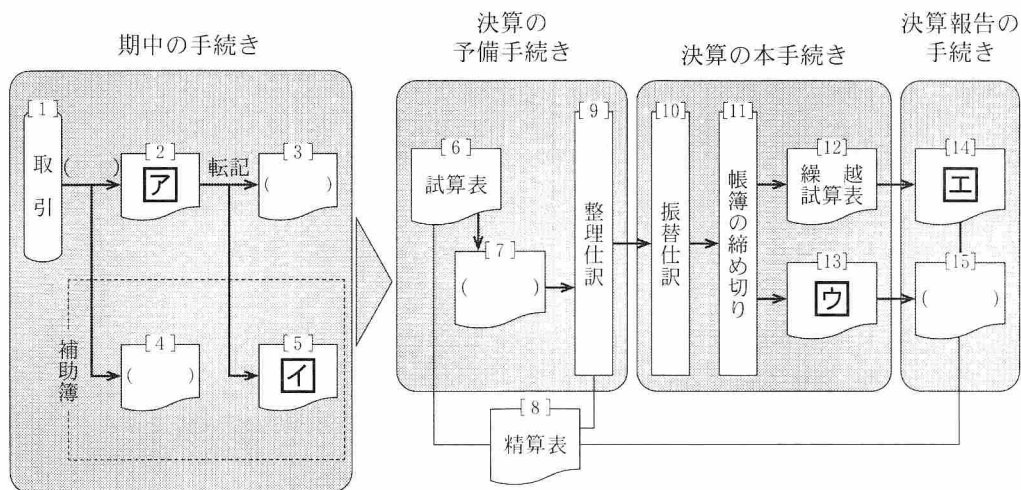 期中の手続き
決算の
予備手続き
決算の本手続き
決算報告の
手続き
[1]
取引
(　　)
[2]
ア
転記
[3]
(　　)
補助簿
[4]
(　　)
[5]
イ
[6]
試算表
[7]
(　　)
[8]
精算表
[9]
整理仕訳
[10]
振替仕訳
[11]
帳簿の締め切り
[12]
繰越
試算表
[13]
ウ
[14]
エ
[15]
(　　)